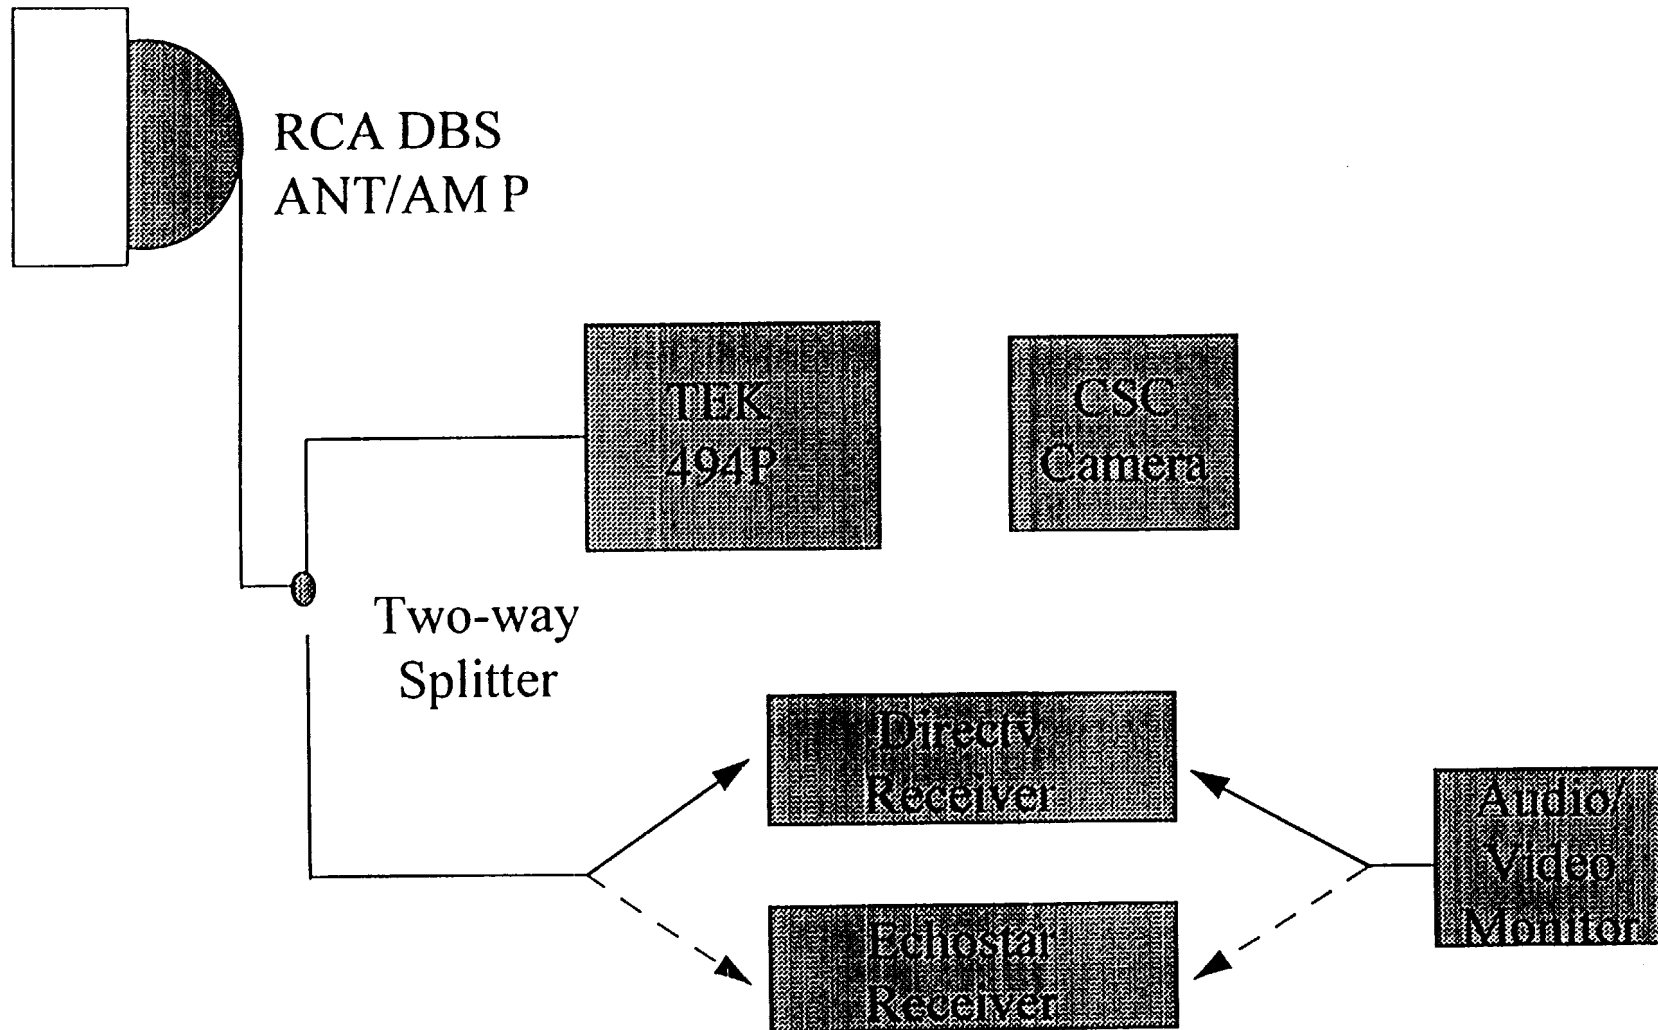 RCA DBS
ANT/AM P
TEK
494P
CSC
Camera
Two-way
Splitter
Directv
Receiver
Echostar
Receiver
Audio/
Video
Monitor